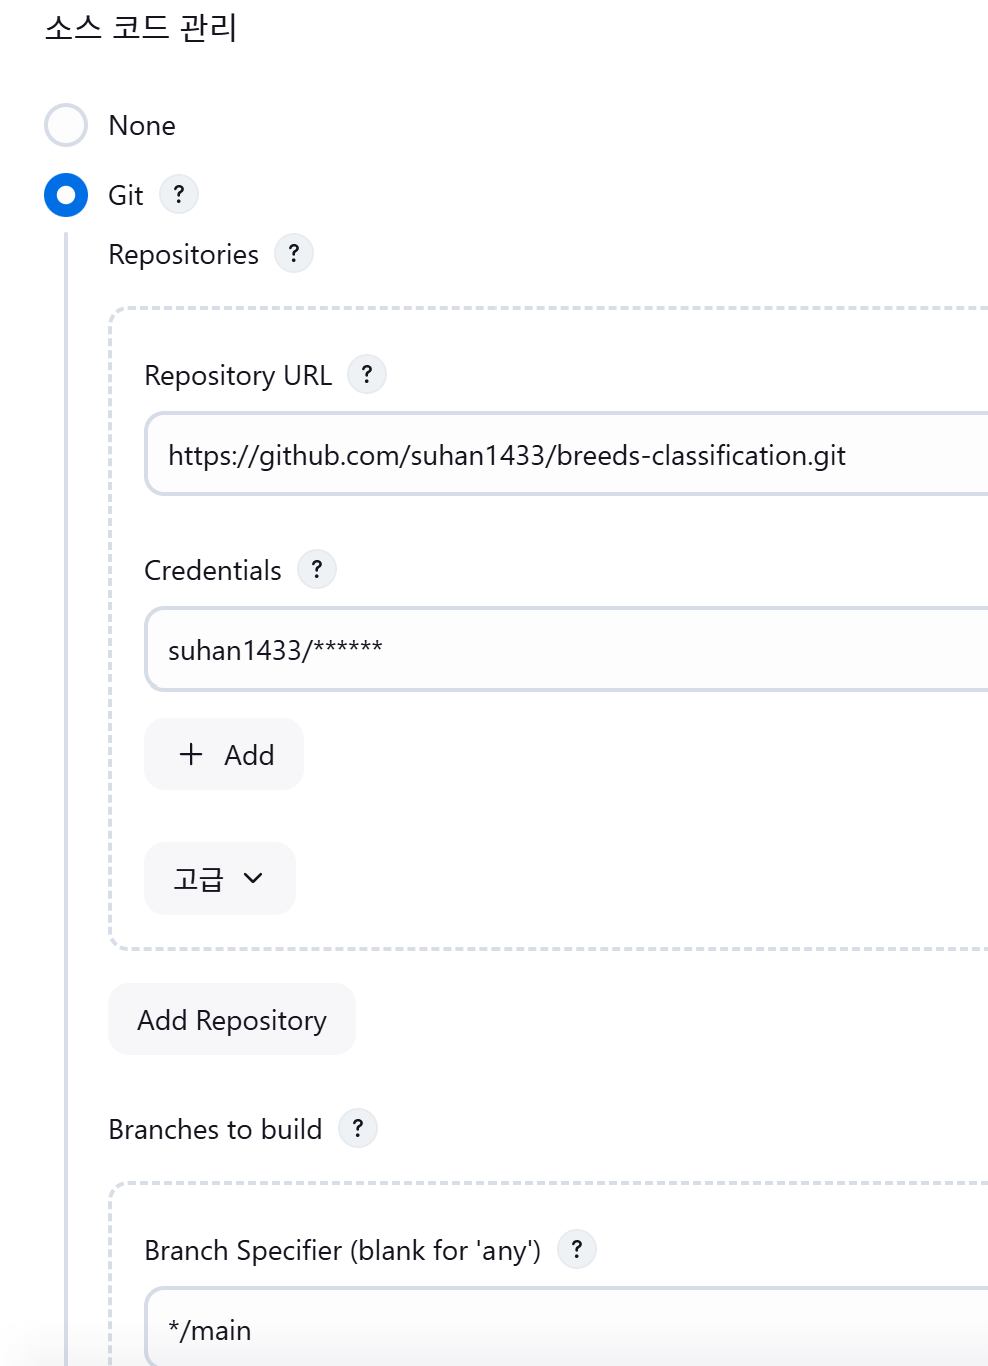 소스 코드 관리
None
Git ?
Repositories ?
Repository URL ?
https://github.com/suhan1433/breeds-classification.git
Credentials ?
suhan1433/******
+ Add
고급
Add Repository
Branches to build ?
Branch Specifier (blank for 'any') ?
*/main